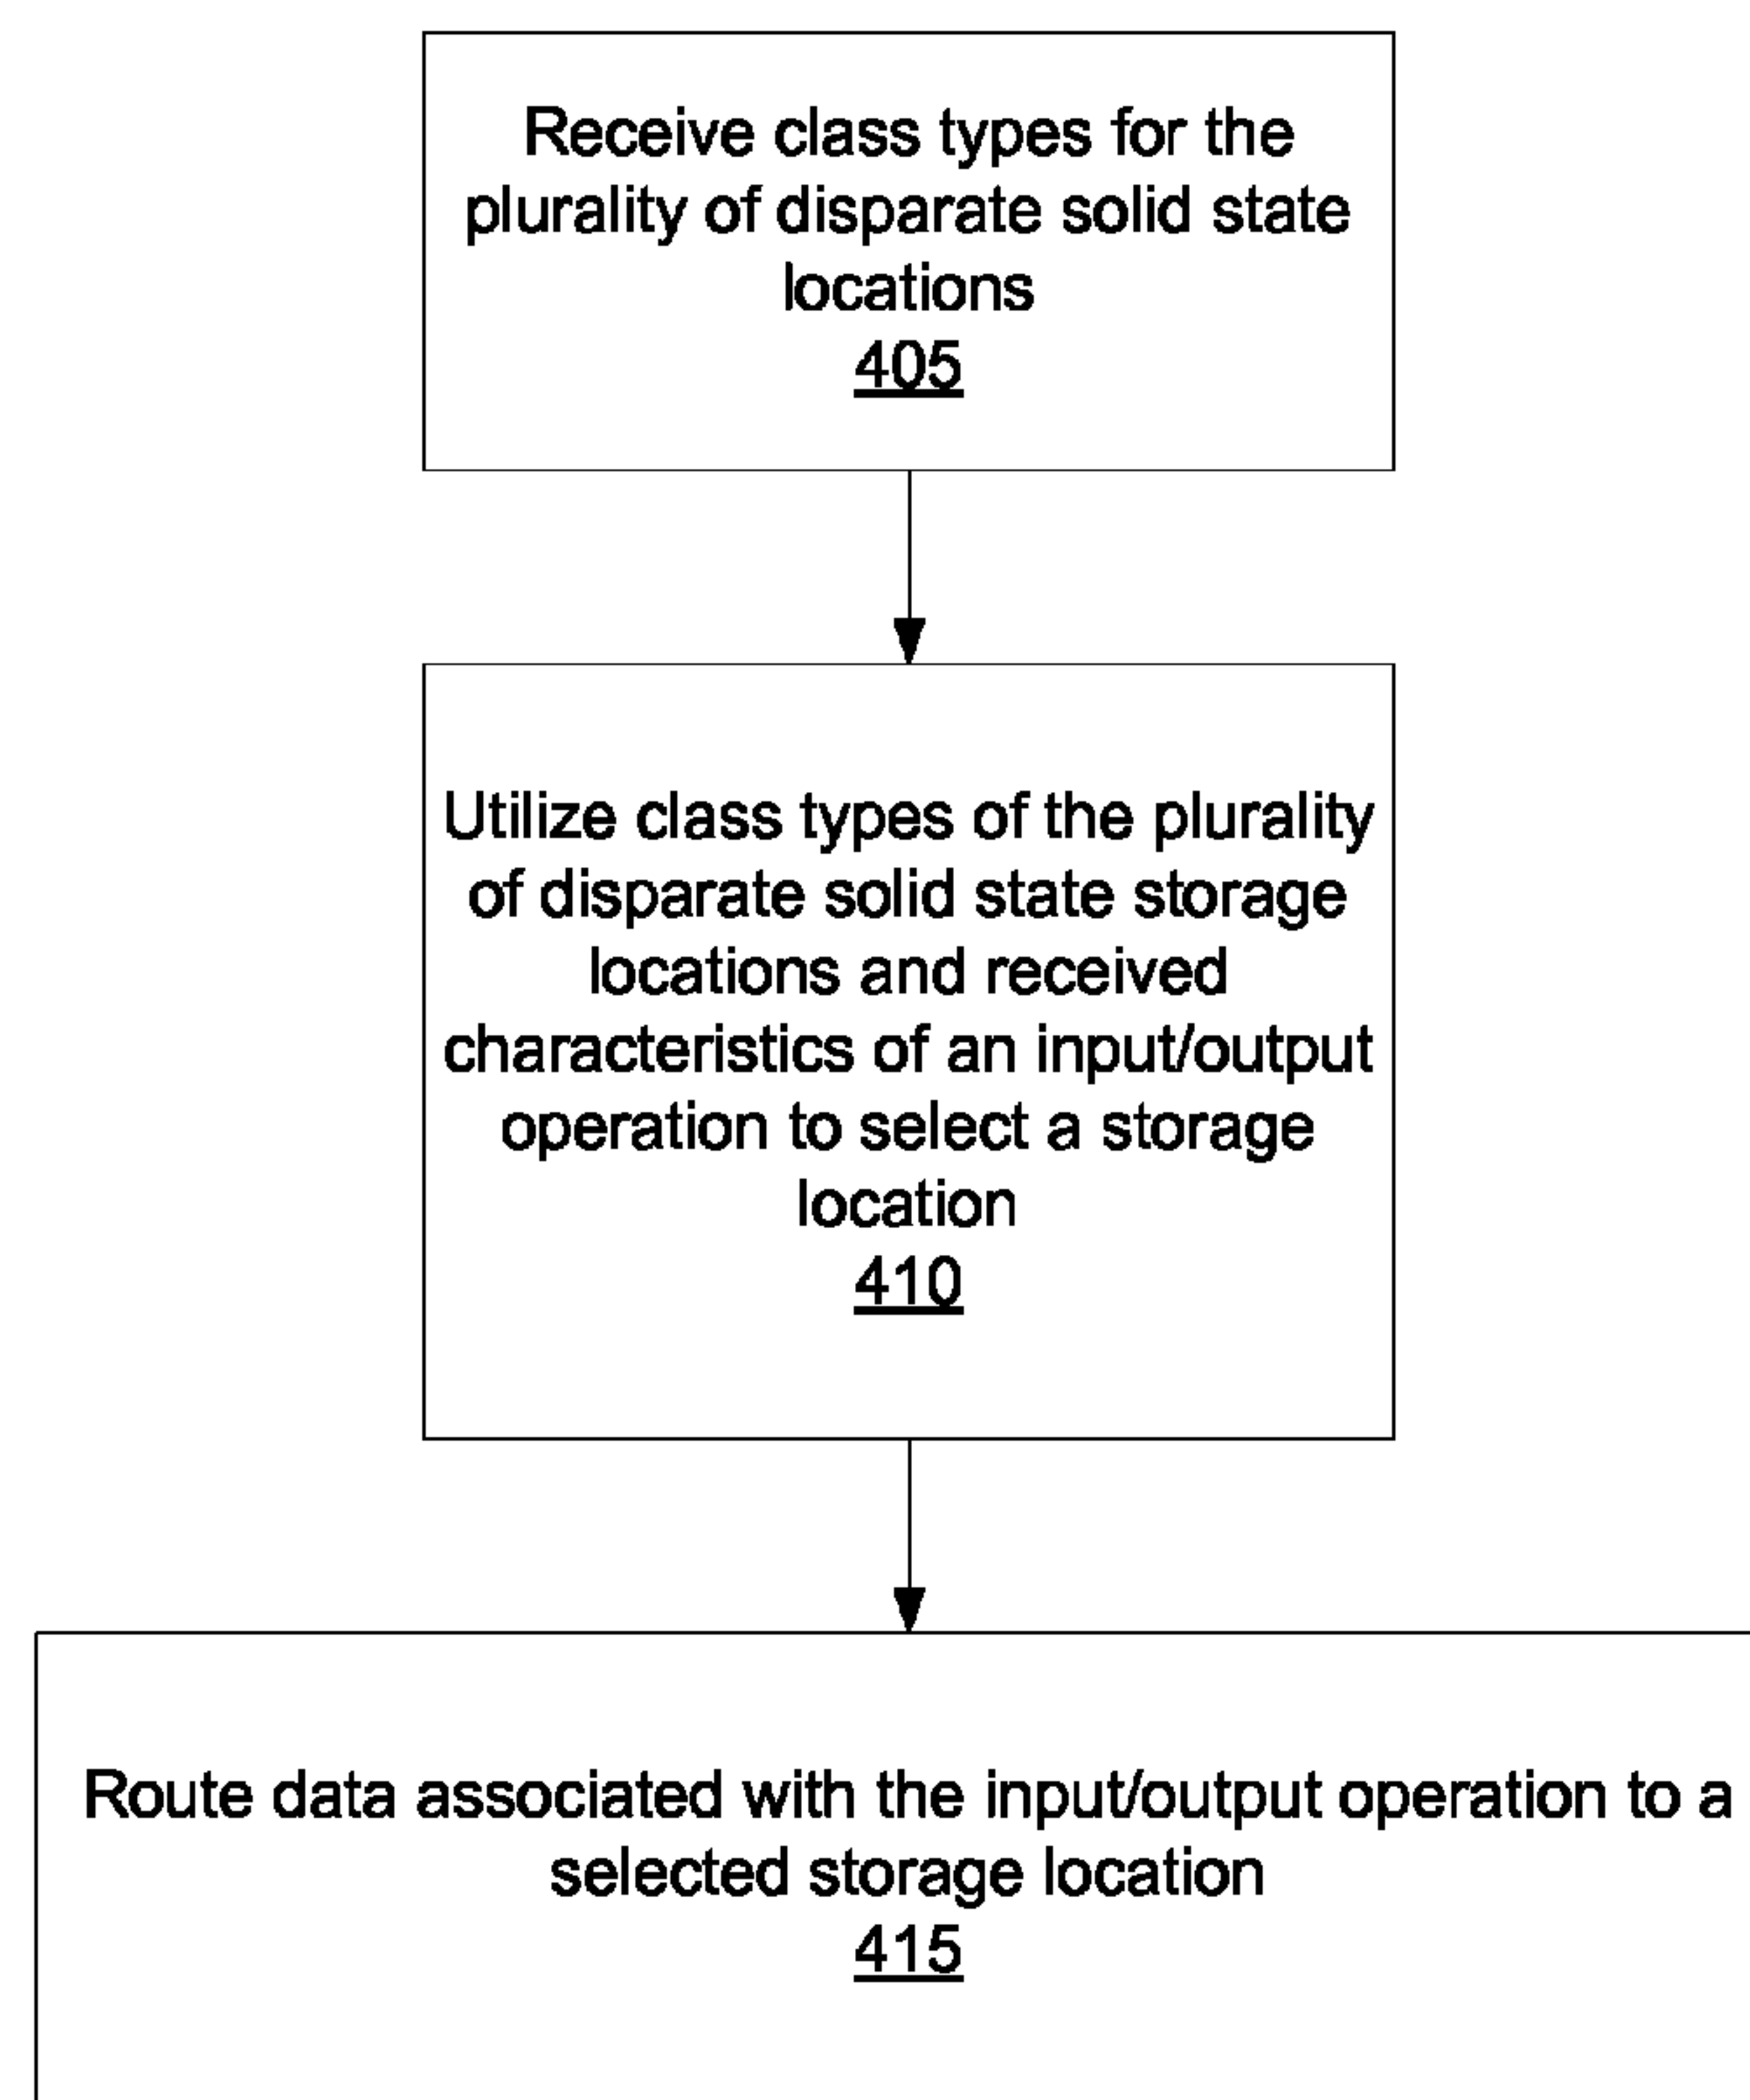 Receive class types for the
plurality of disparate solid state
locations
405
Utilize class types of the plurality
of disparate solid state storage
locations and received
characteristics of an input/output
operation to select a storage
location
410
Route data associated with the input/output operation to a
selected storage location
415